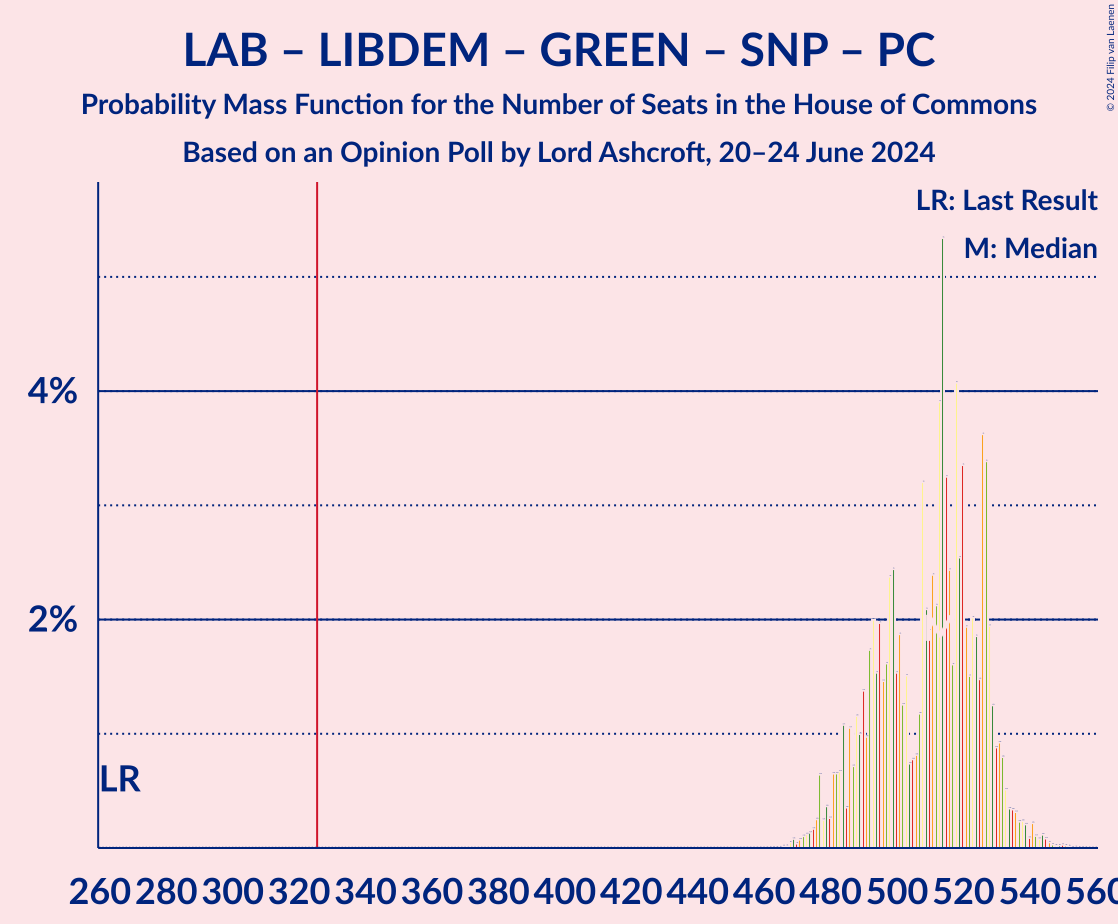 LAB – LIBDEM – GREEN – SNP – PC
Probability Mass Function for the Number of Seats in the House of Commons
Based on an Opinion Poll by Lord Ashcroft, 20–24 June 2024
© 2024 Filip van Laenen
LR: Last Result
M: Median
4%
2%
LR
260 280 300 320 340 360 380 400 420 440 460 480 500 520 540 560